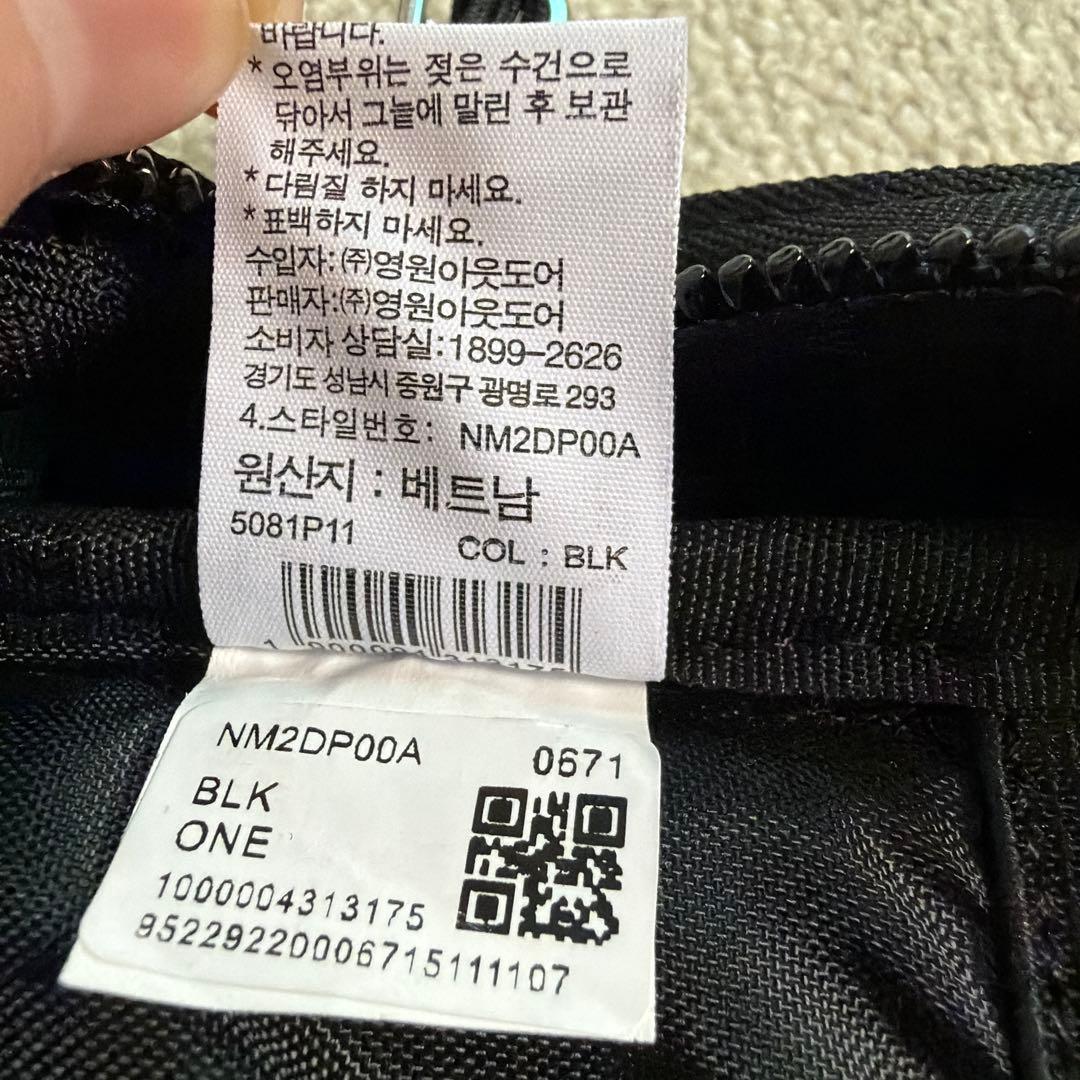 바랍니다.
* 오염부위는 젖은 수건으로
닦아서 그늘에 말린 후 보관
해주세요.
* 다림질 하지 마세요.
* 표백하지 마세요.
수입자:㈜영원아웃도어
판매자:㈜영원아웃도어
소비자 상담실:1899-2626
경기도 성남시 중원구 광명로 293
4.스타일번호: NM2DP00A
원산지 : 베트남
5081P11 COL : BLK
NM2DP00A 0671
BLK
ONE
1000004313175
95229220006715111107